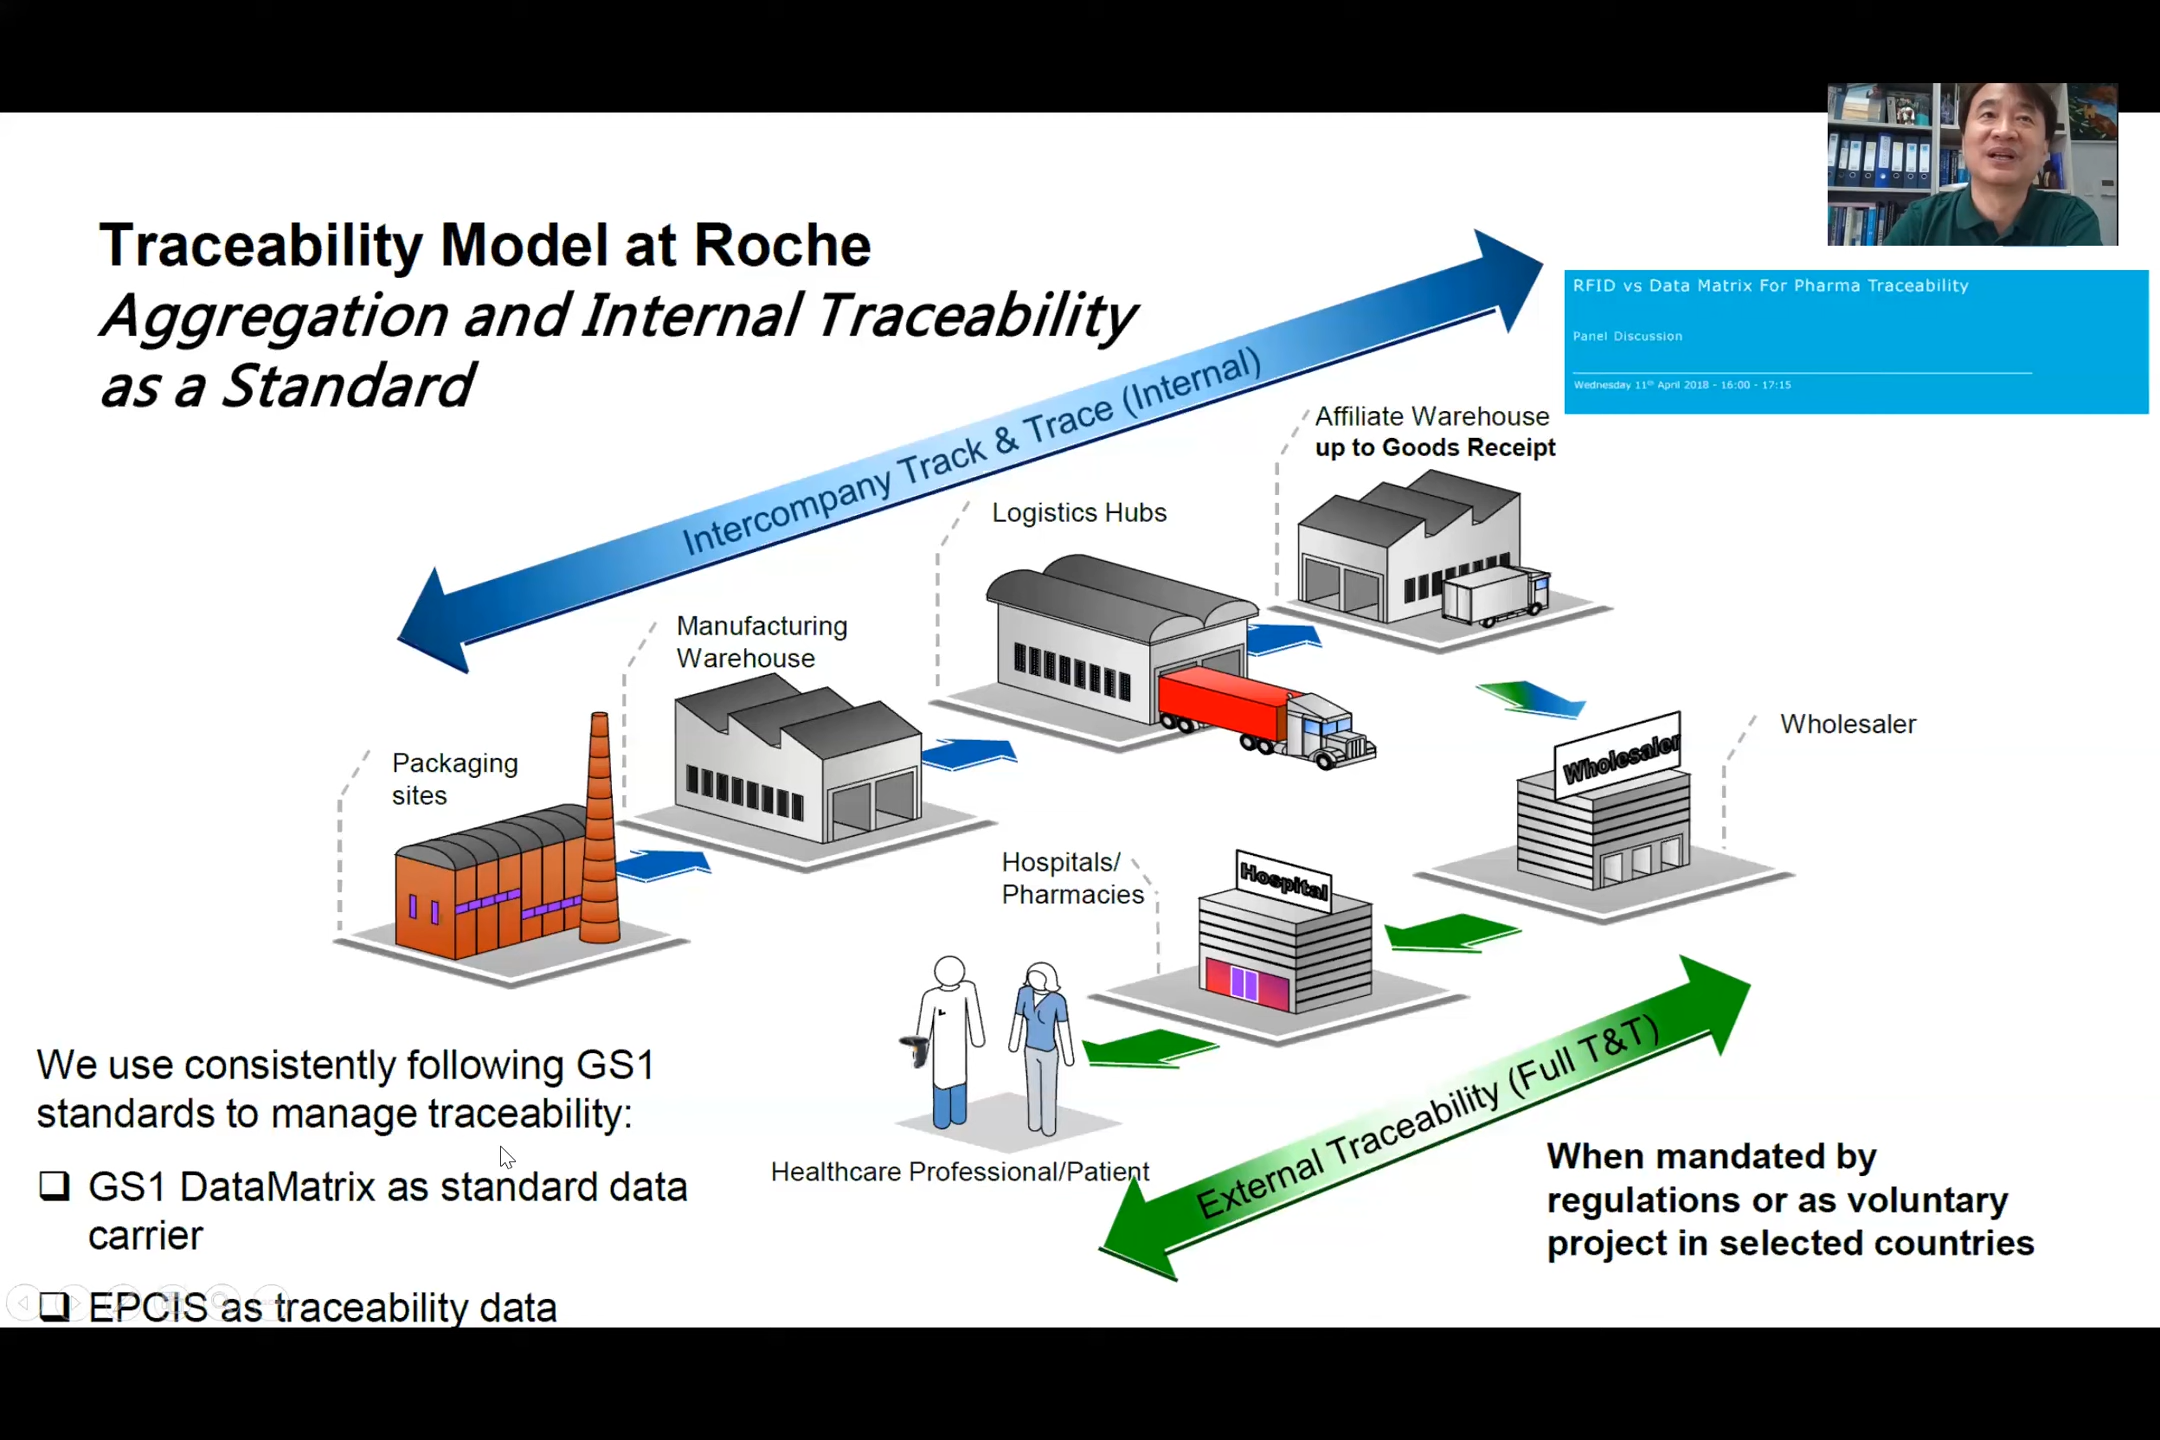 Traceability Model at Roche
Aggregation and Internal Traceability
as a Standard
RFID vs Data Matrix For Pharma Traceability
Panel Discussion
Wednesday 11th April 2018 - 16:00 - 17:15
Intercompany Track & Trace (Internal)
Affiliate Warehouse
up to Goods Receipt
Logistics Hubs
Manufacturing
Warehouse
Packaging
sites
Wholesaler
Wholesaler
Hospitals/
Pharmacies
Hospital
Healthcare Professional/Patient
External Traceability (Full T&T)
When mandated by
regulations or as voluntary
project in selected countries
We use consistently following GS1
standards to manage traceability:
❑ GS1 DataMatrix as standard data
carrier
❑ EPCIS as traceability data